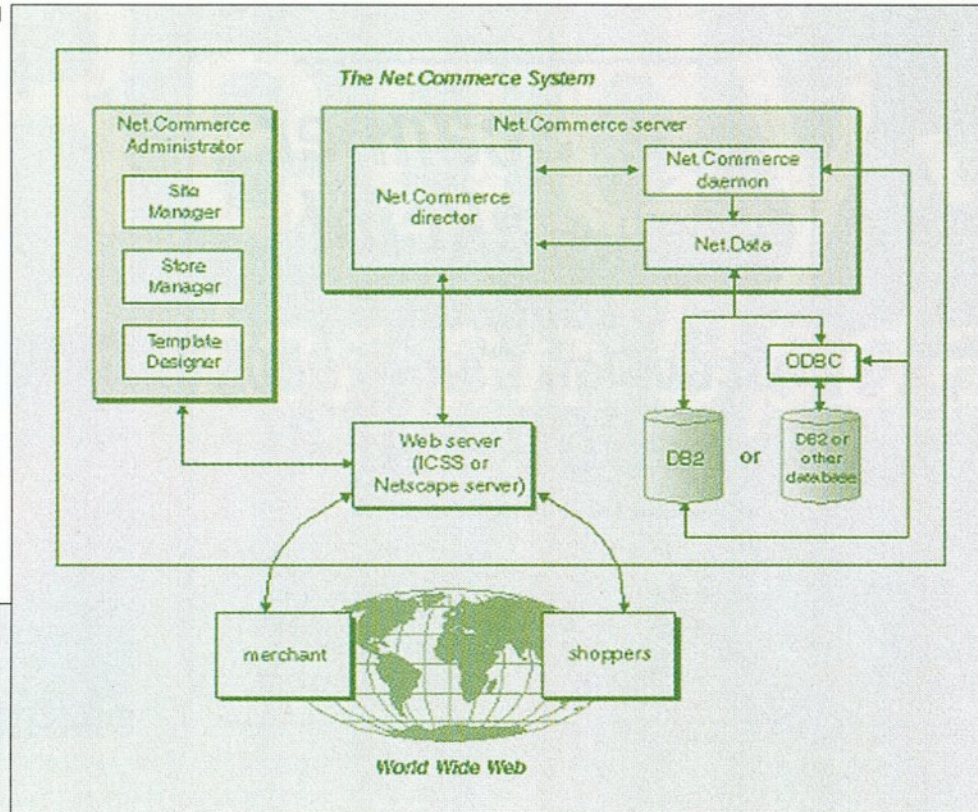 The Net.Commerce System
Net.Commerce
Administrator
Site
Manager
Store
Manager
Template
Designer
Net.Commerce server
Net.Commerce
director
Net.Commerce
daemon
Net.Data
ODBC
DB2
or
DB2 or
other
database
Web server
(ICSS or
Netscape server)
merchant
shoppers
World Wide Web